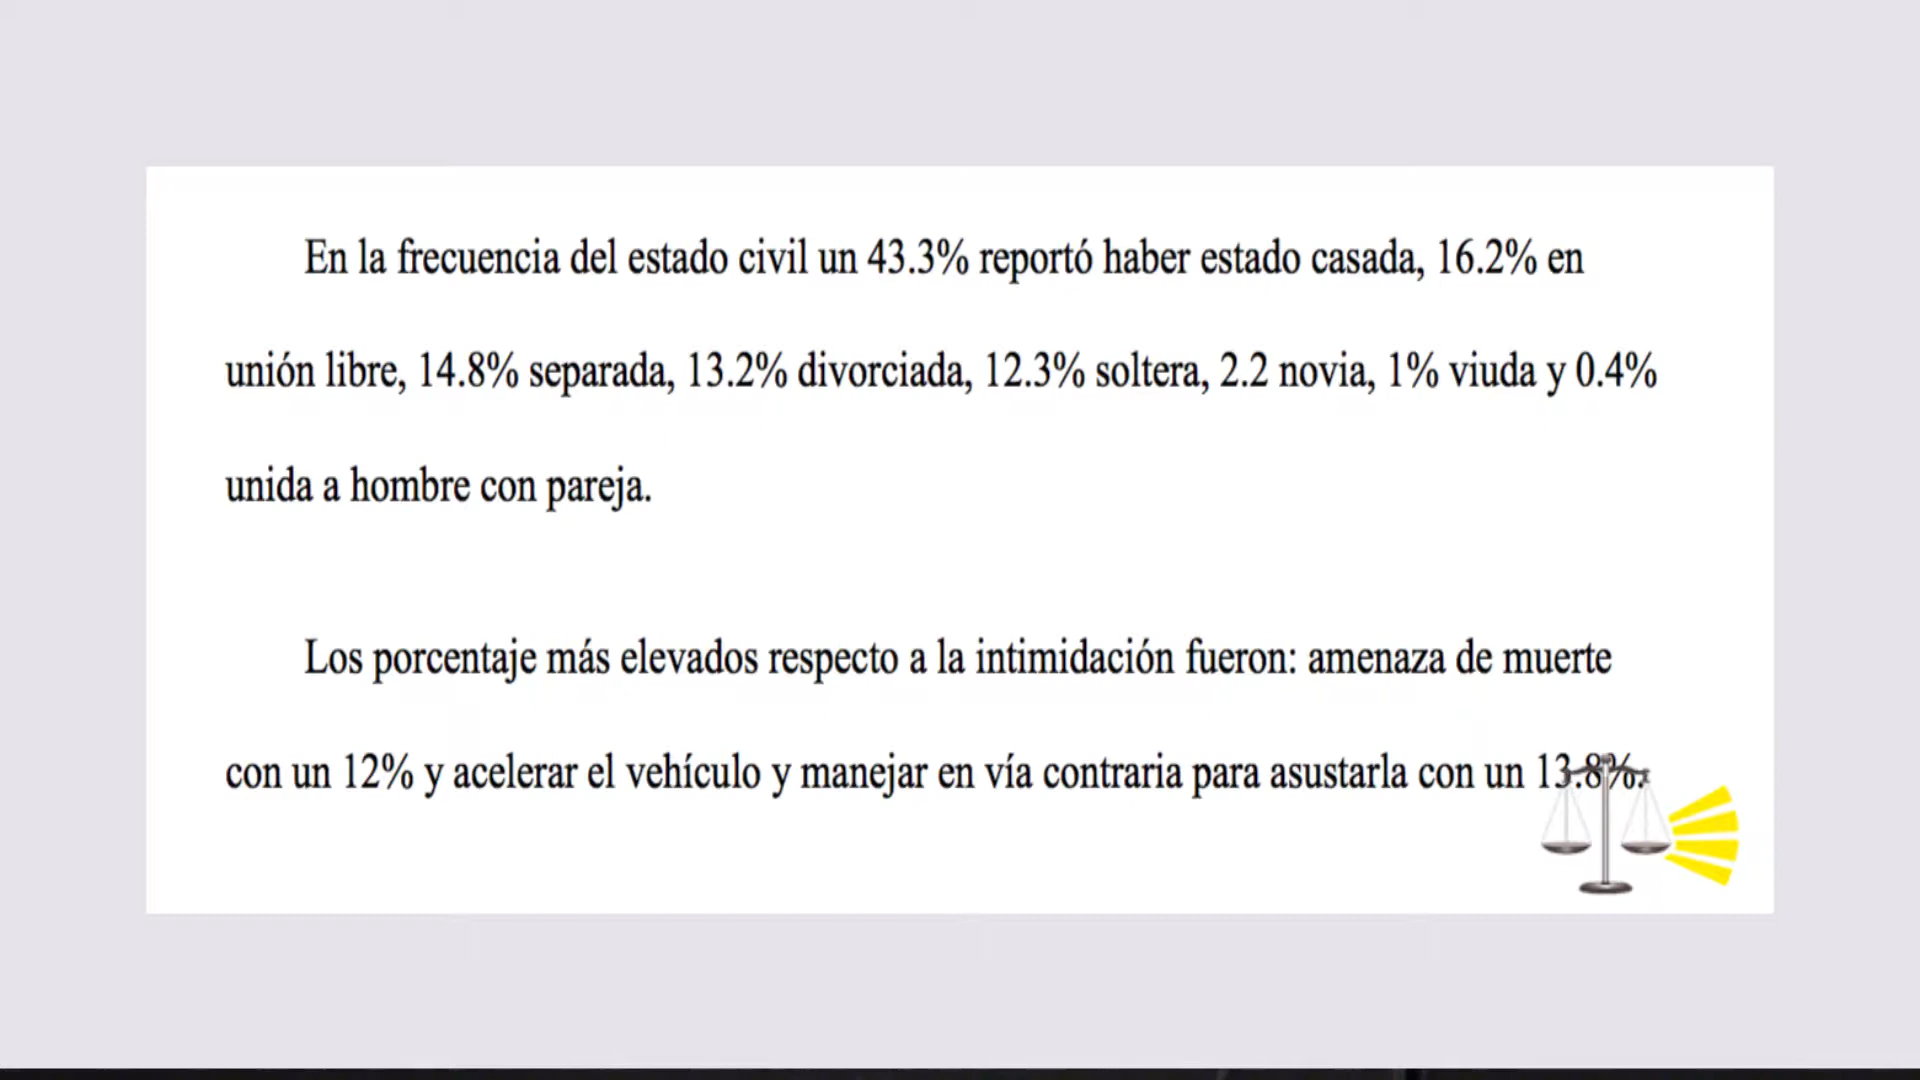 En la frecuencia del estado civil un 43.3% reportó haber estado casada, 16.2% en
unión libre, 14.8% separada, 13.2% divorciada, 12.3% soltera, 2.2 novia, 1% viuda y 0.4%
unida a hombre con pareja.
Los porcentaje más elevados respecto a la intimidación fueron: amenaza de muerte
con un 12% y acelerar el vehículo y manejar en vía contraria para asustarla con un 13.8%.